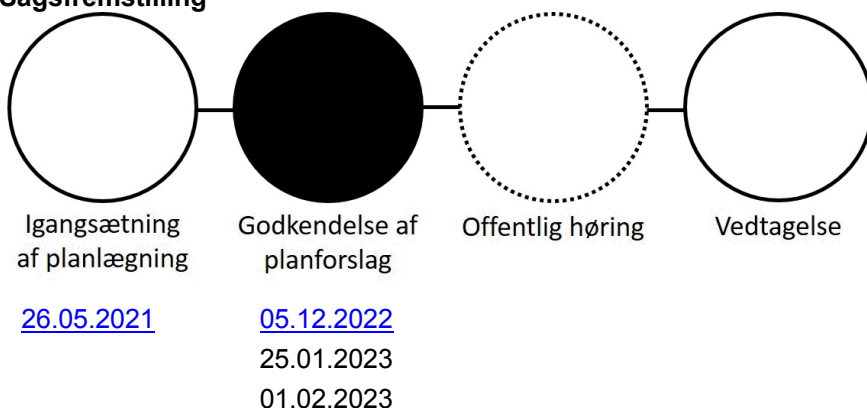 Sagsfremstilling
Igangsætning
af planlægning
Godkendelse af
planforslag
Offentlig høring
Vedtagelse
26.05.2021
05.12.2022
25.01.2023
01.02.2023